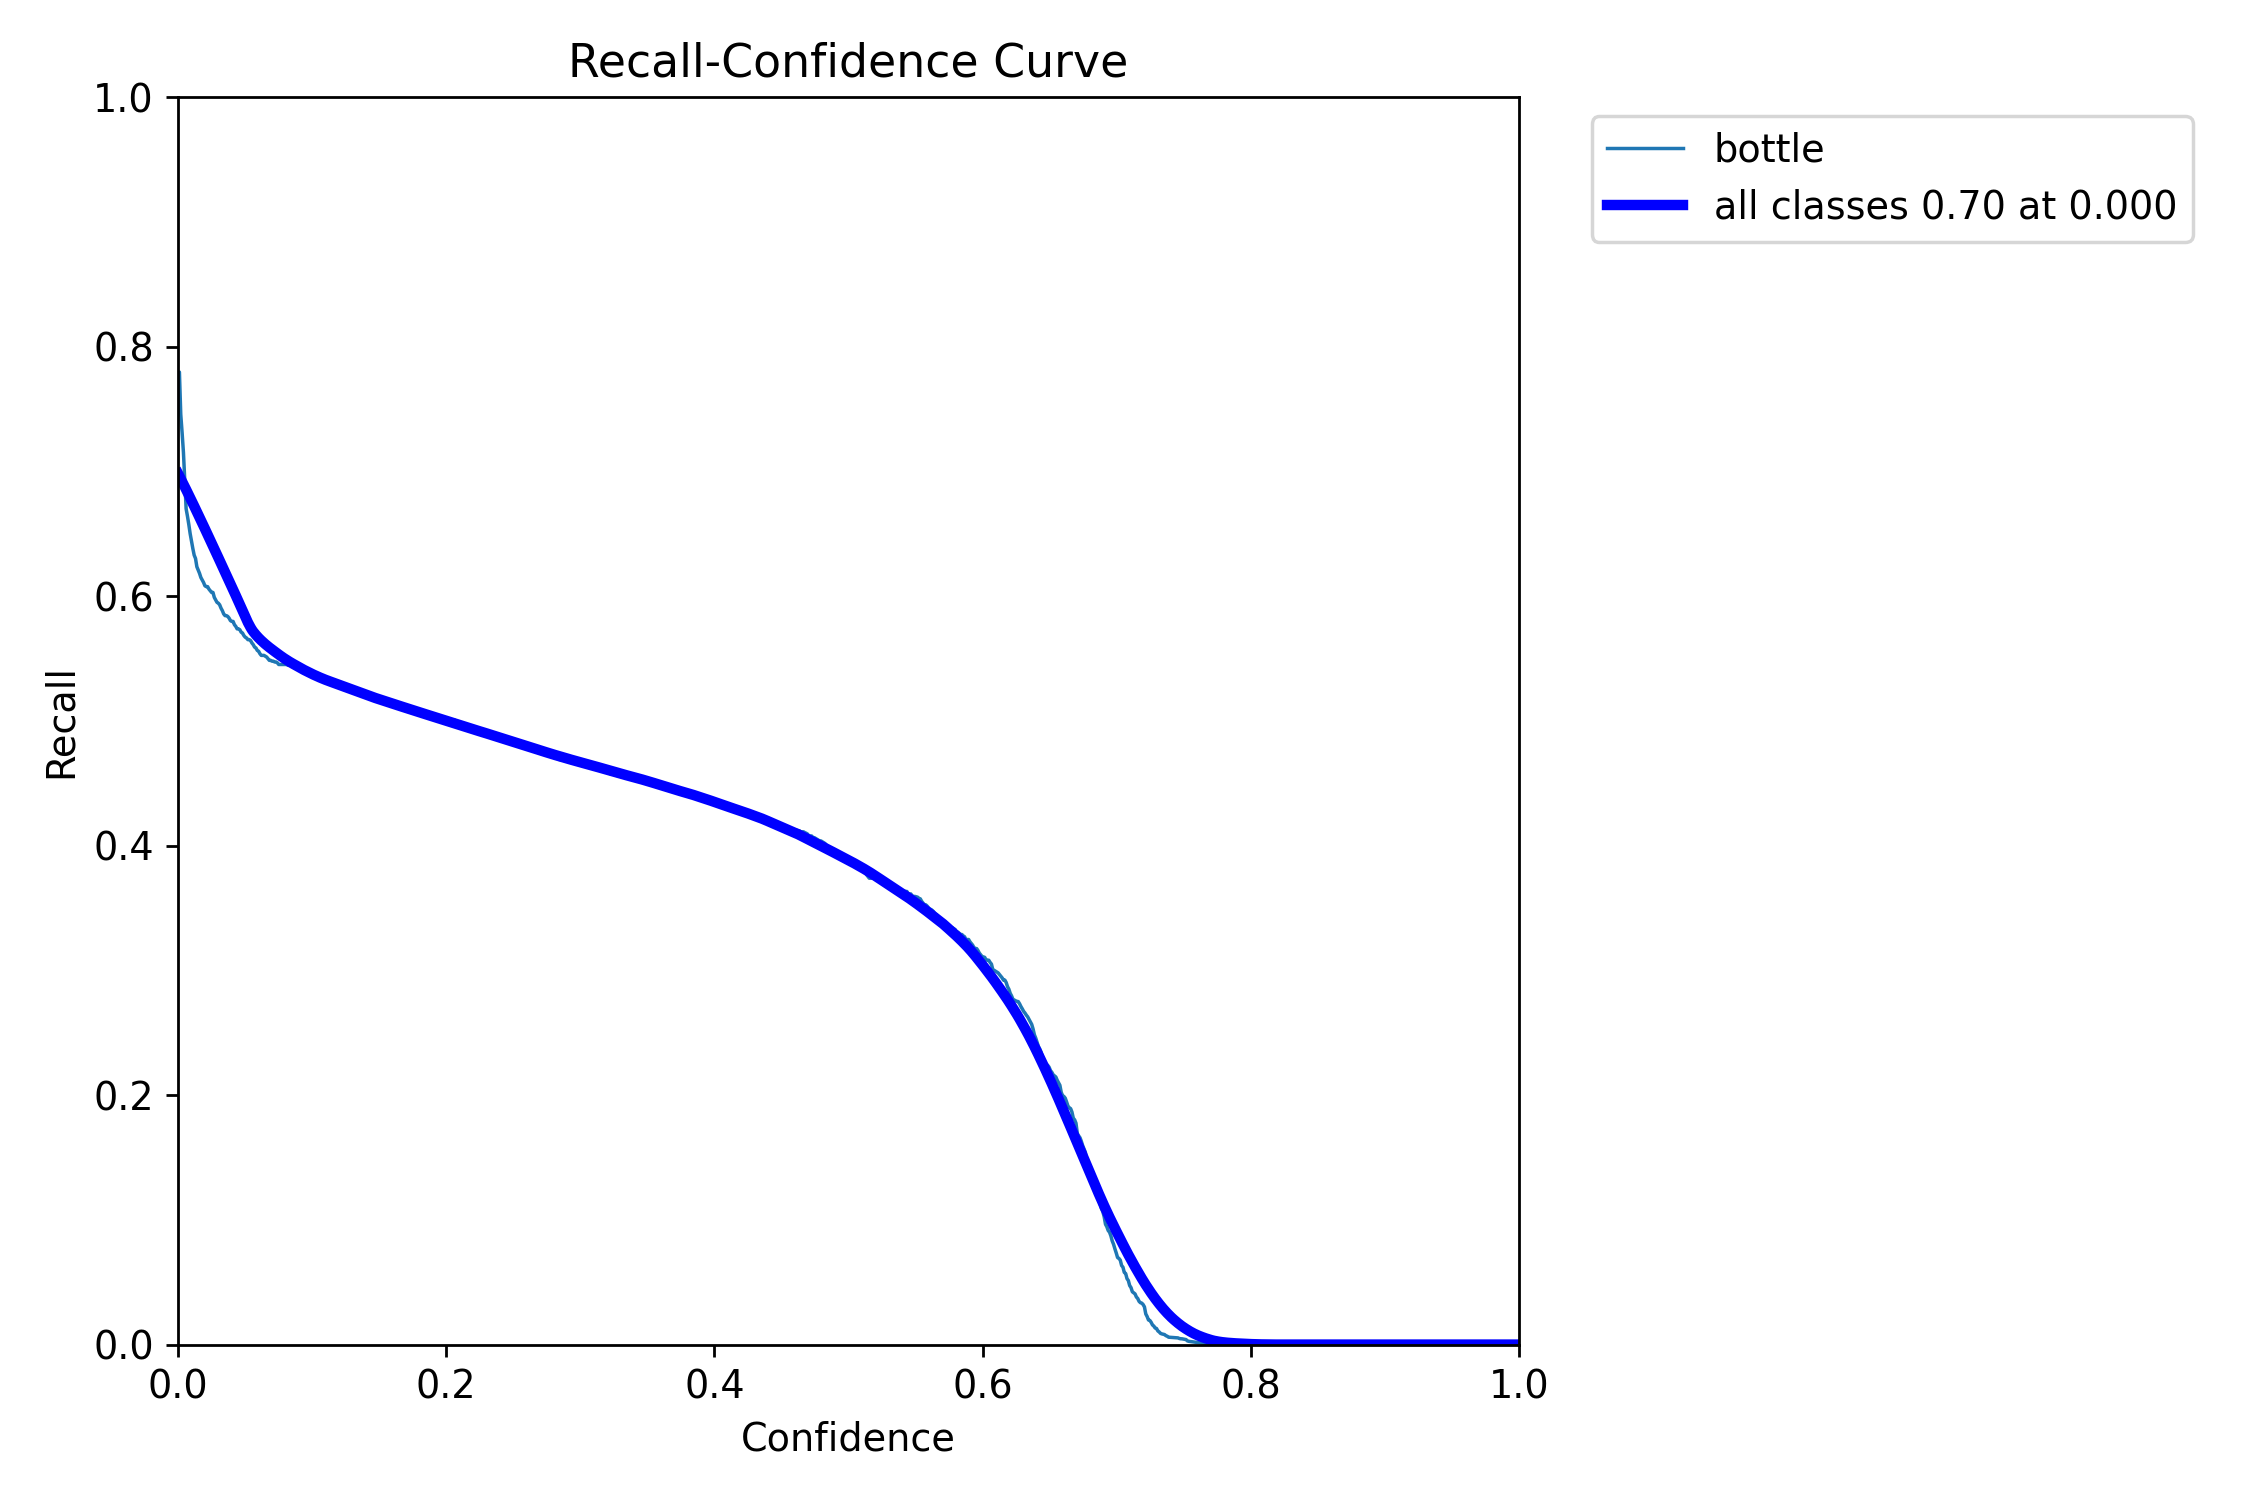 Recall-Confidence Curve
1.0
0.8
0.6
0.4
0.2
0.0
Recall
0.0 0.2 0.4 0.6 0.8 1.0
Confidence
bottle
all classes 0.70 at 0.000